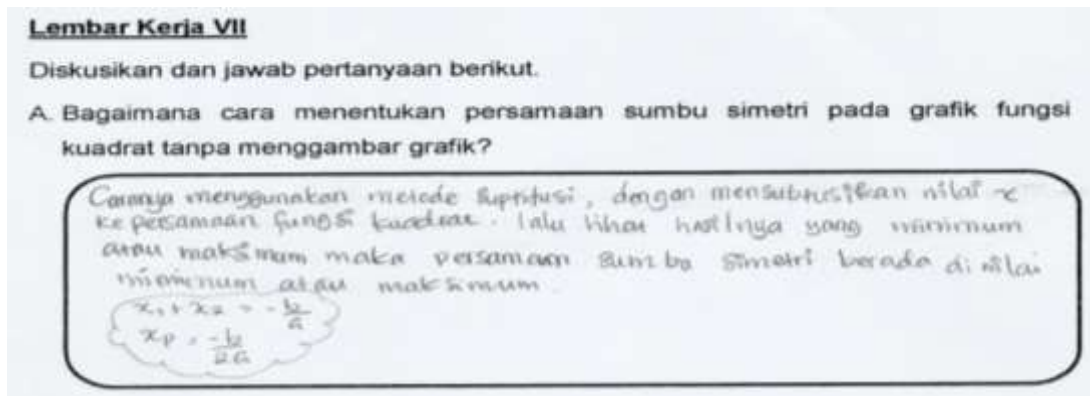 Lembar Kerja VII
Diskusikan dan jawab pertanyaan berikut.
A. Bagaimana cara menentukan persamaan sumbu simetri pada grafik fungsi
kuadrat tanpa menggambar grafik?
Caranya menggunakan metode suptitusi, dengan mensubtusikan nilai x
ke persamaan fungsi kuadrat. lalu lihat hasilnya yang minimum
atau maksimum maka persamaan sumbu simetri berada di nilai
minimum atau maksimum
x₁ + x₂ = -b/a
xp = -b/2a